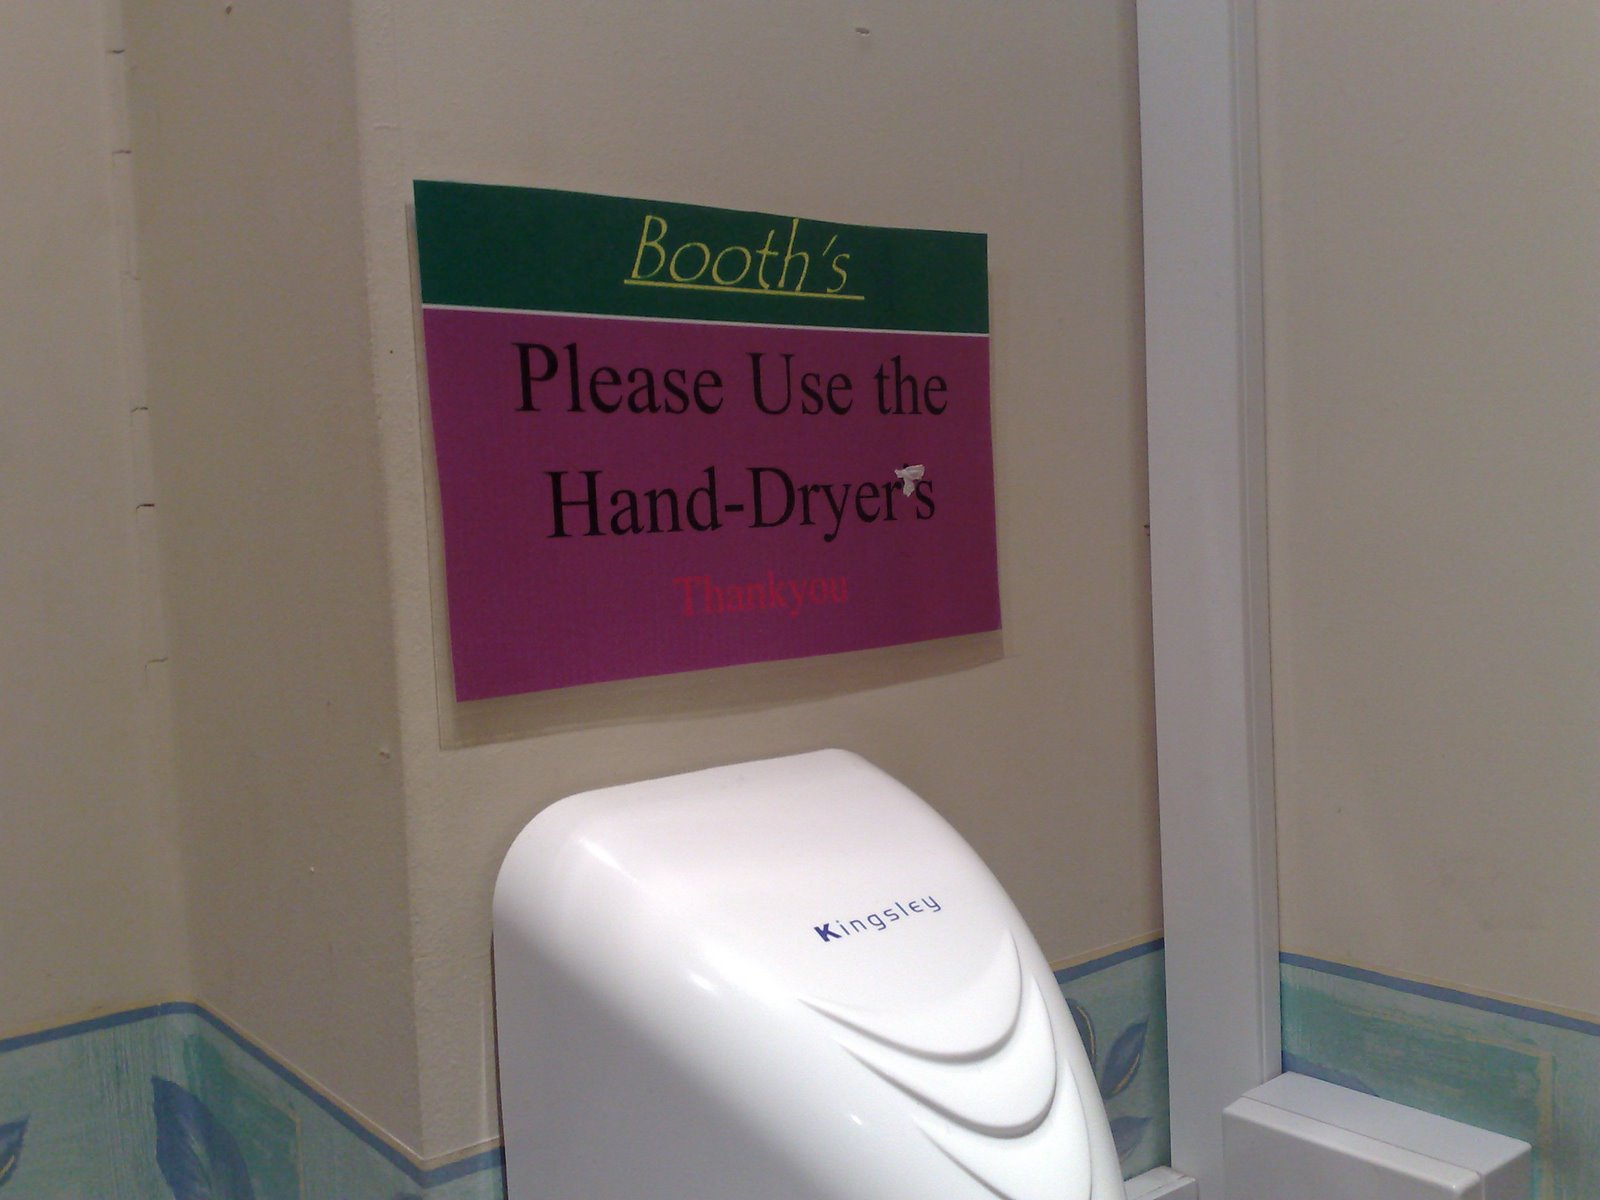 Booth's
Please Use the
Hand-Dryer's
Thankyou
Kingsley